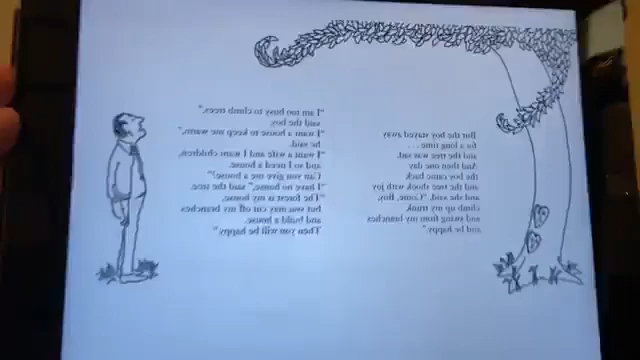 But the boy stayed away
for a long time . . .
and the tree was sad.
And then one day
the boy came back
and the tree shook with joy
and she said, "Come, Boy,
climb up my trunk
and swing from my branches
and be happy."
"I am too busy to climb trees,"
said the boy.
"I want a house to keep me warm,"
he said.
"I want a wife and I want children,
and so I need a house.
Can you give me a house?"
"I have no house," said the tree.
"The forest is my house,
but you may cut off my branches
and build a house.
Then you will be happy."